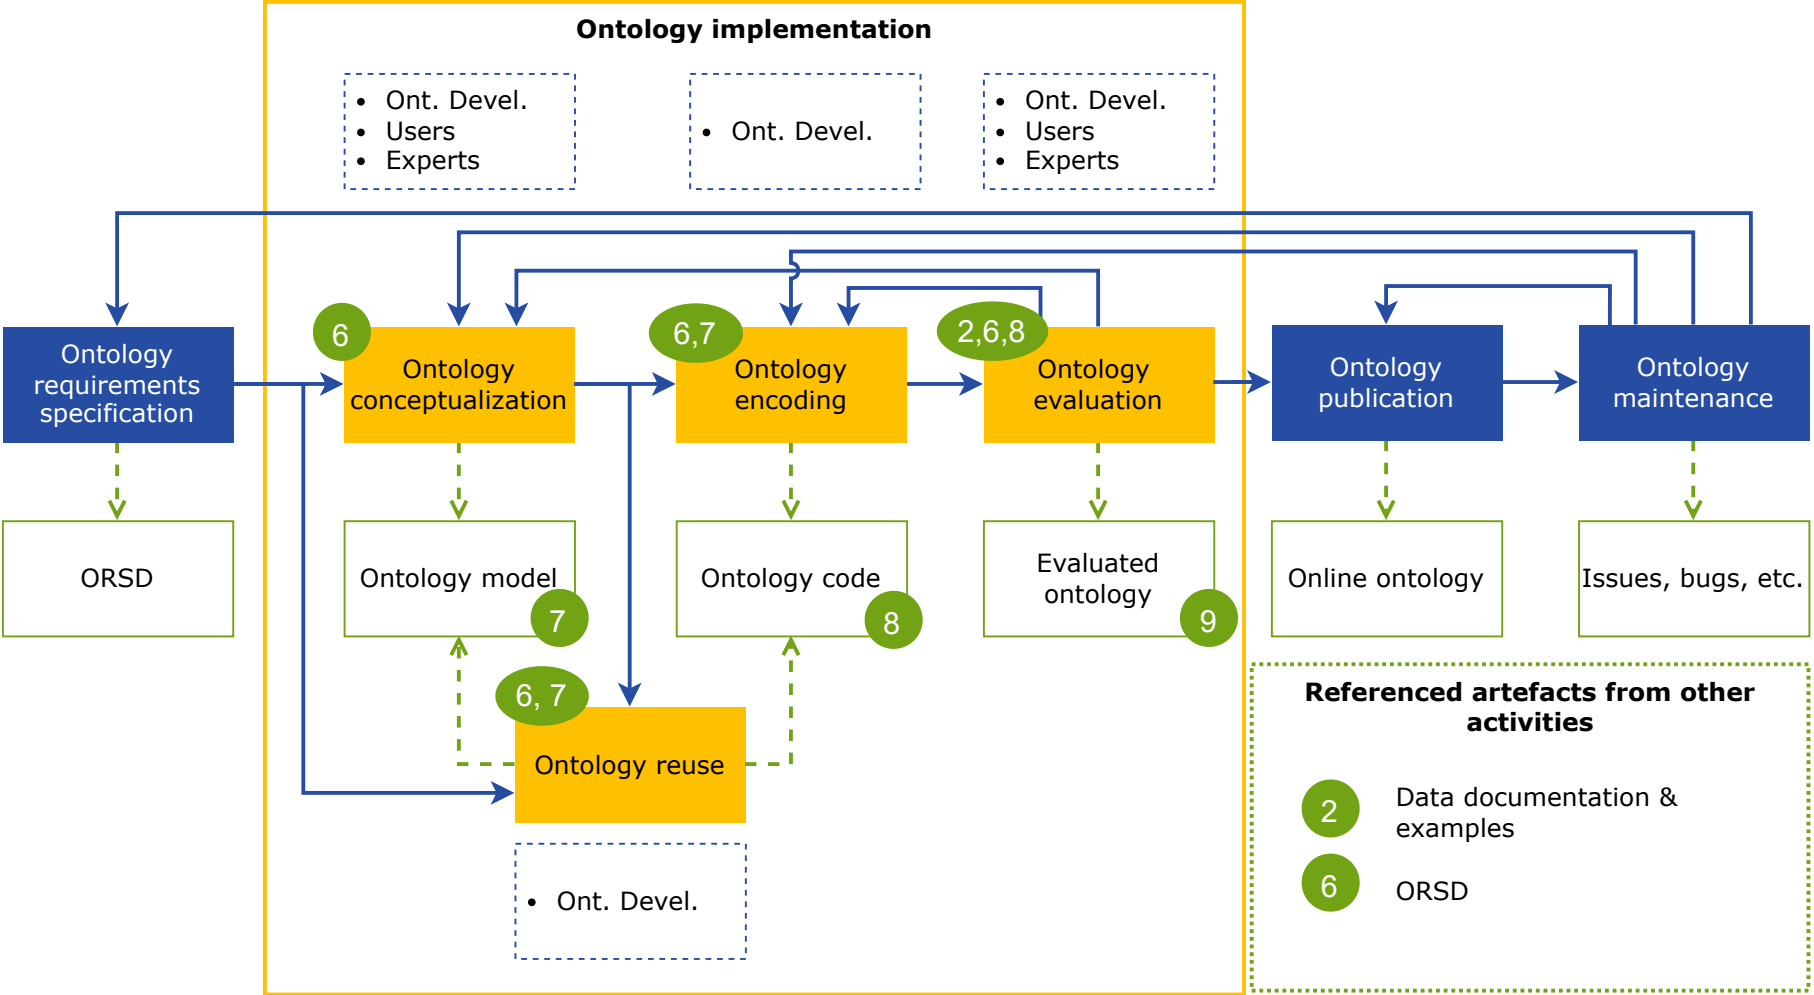 Ontology implementation
• Ont. Devel.
• Users
• Experts
• Ont. Devel.
• Ont. Devel.
• Users
• Experts
6
6,7
2,6,8
Ontology
requirements
specification
Ontology
conceptualization
Ontology
encoding
Ontology
evaluation
Ontology
publication
Ontology
maintenance
ORSD
Ontology model
7
Ontology code
8
Evaluated
ontology
9
Online ontology
Issues, bugs, etc.
6, 7
Ontology reuse
• Ont. Devel.
Referenced artefacts from other
activities
2
Data documentation &
examples
6
ORSD